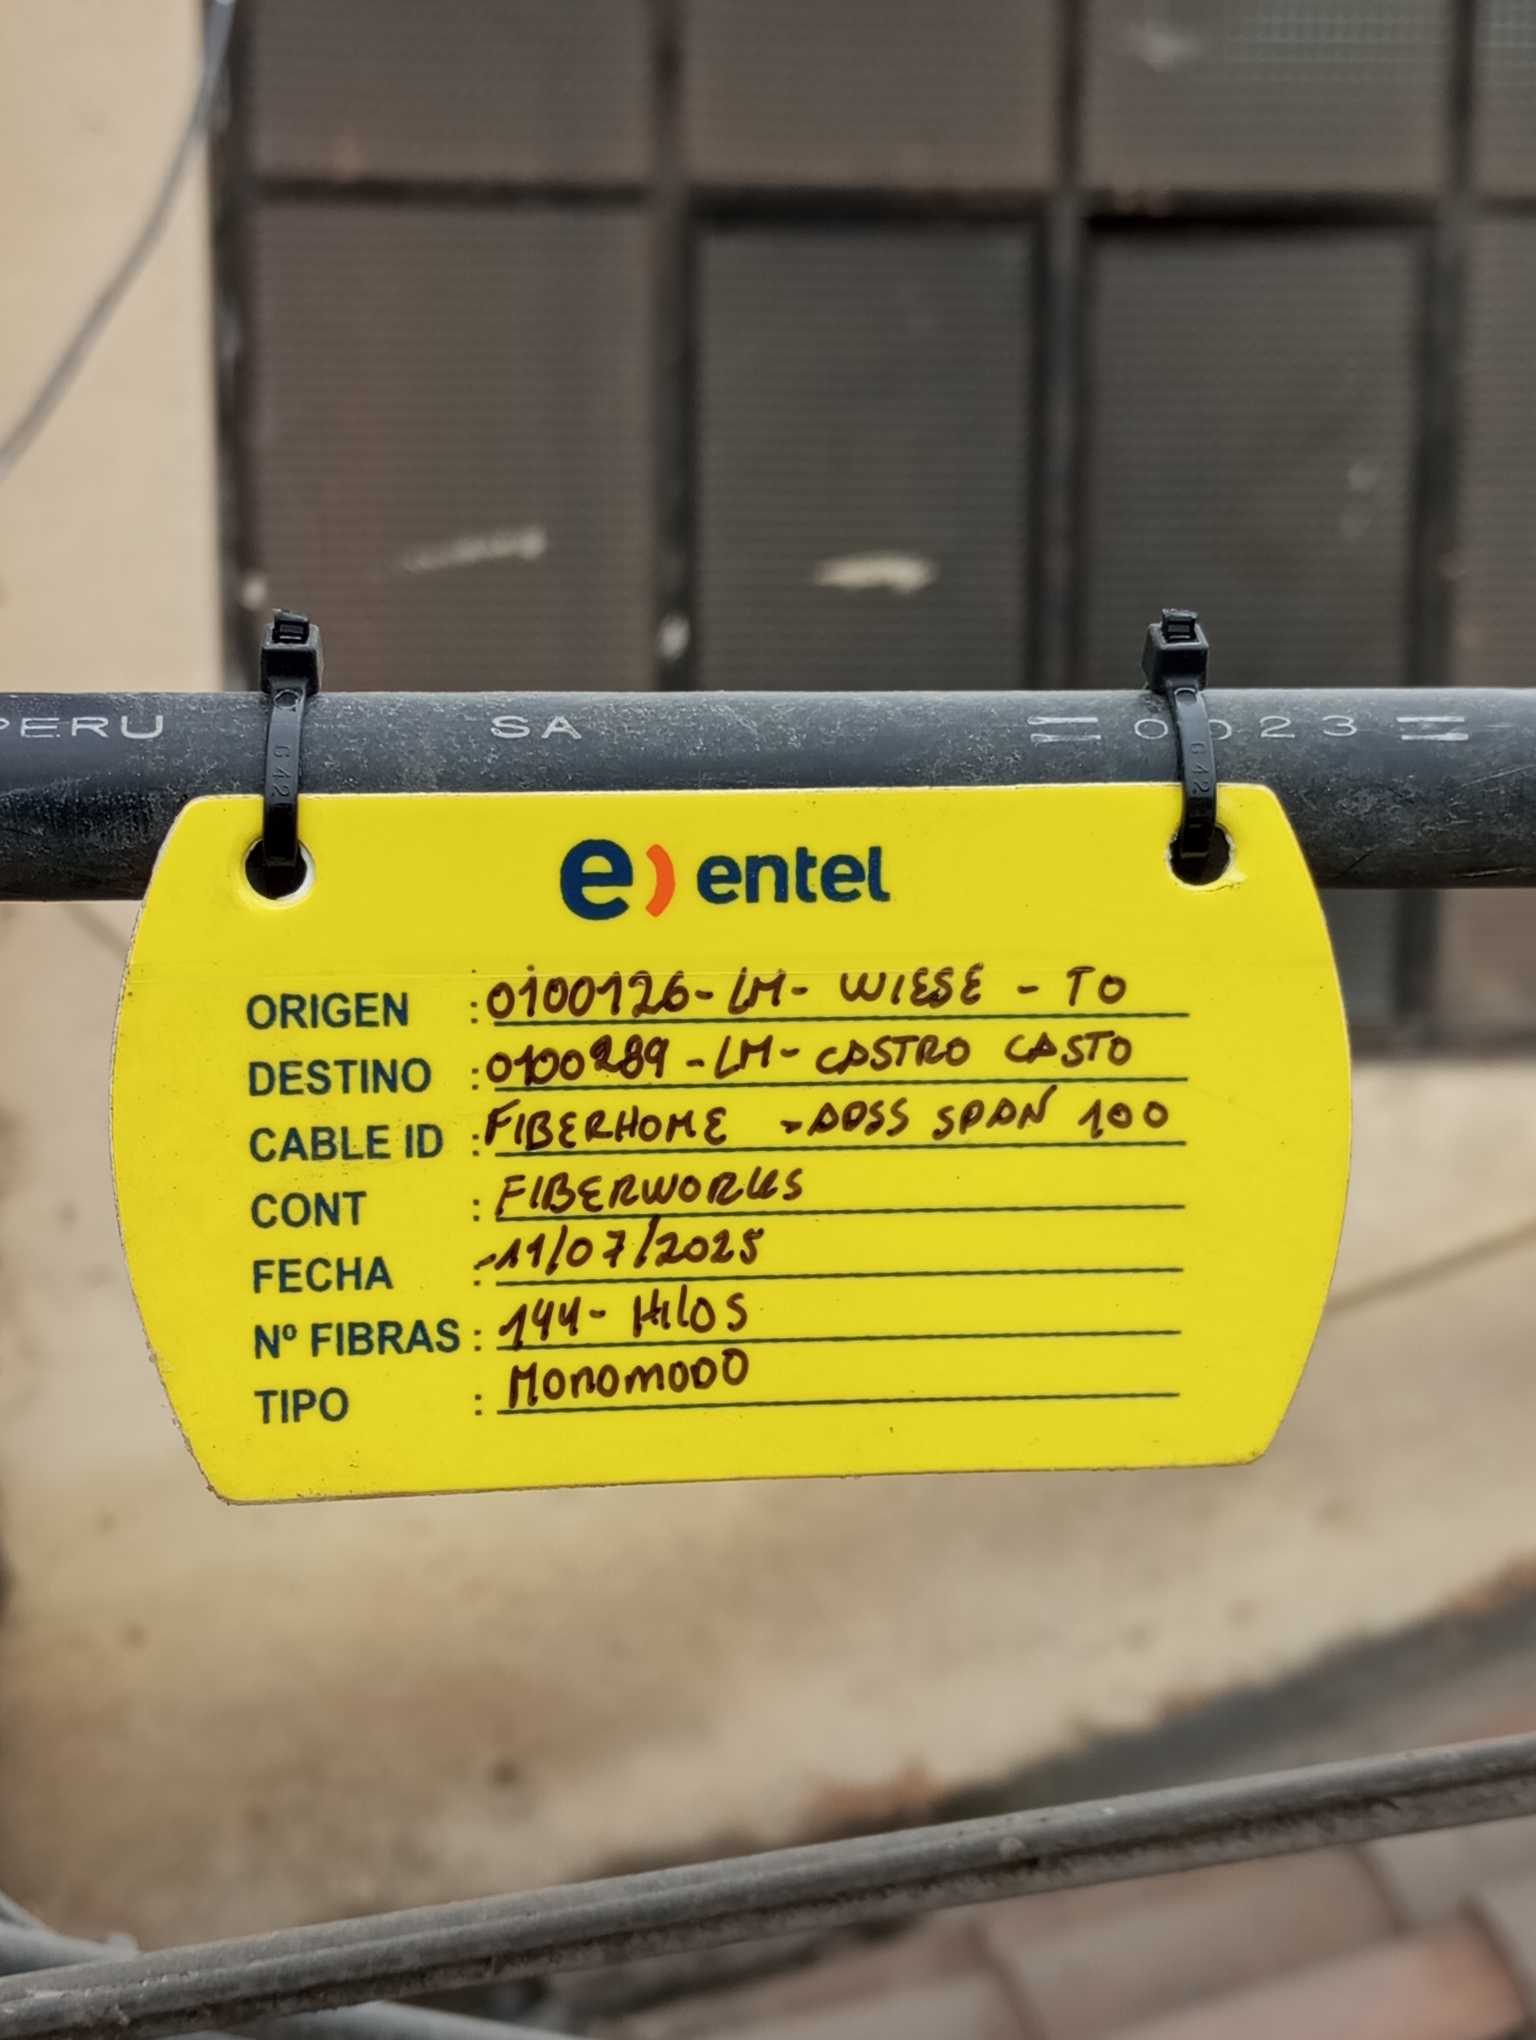 PERU SA = 0023 =
e) entel
ORIGEN : 0100126-LM- WIESE - TO
DESTINO : 0100289-LM- CASTRO CASTO
CABLE ID : FIBERHOME -ADSS SPAN 100
CONT : FIBERWORKS
FECHA : 11/07/2025
Nº FIBRAS : 144- HILOS
TIPO : MONOMODO